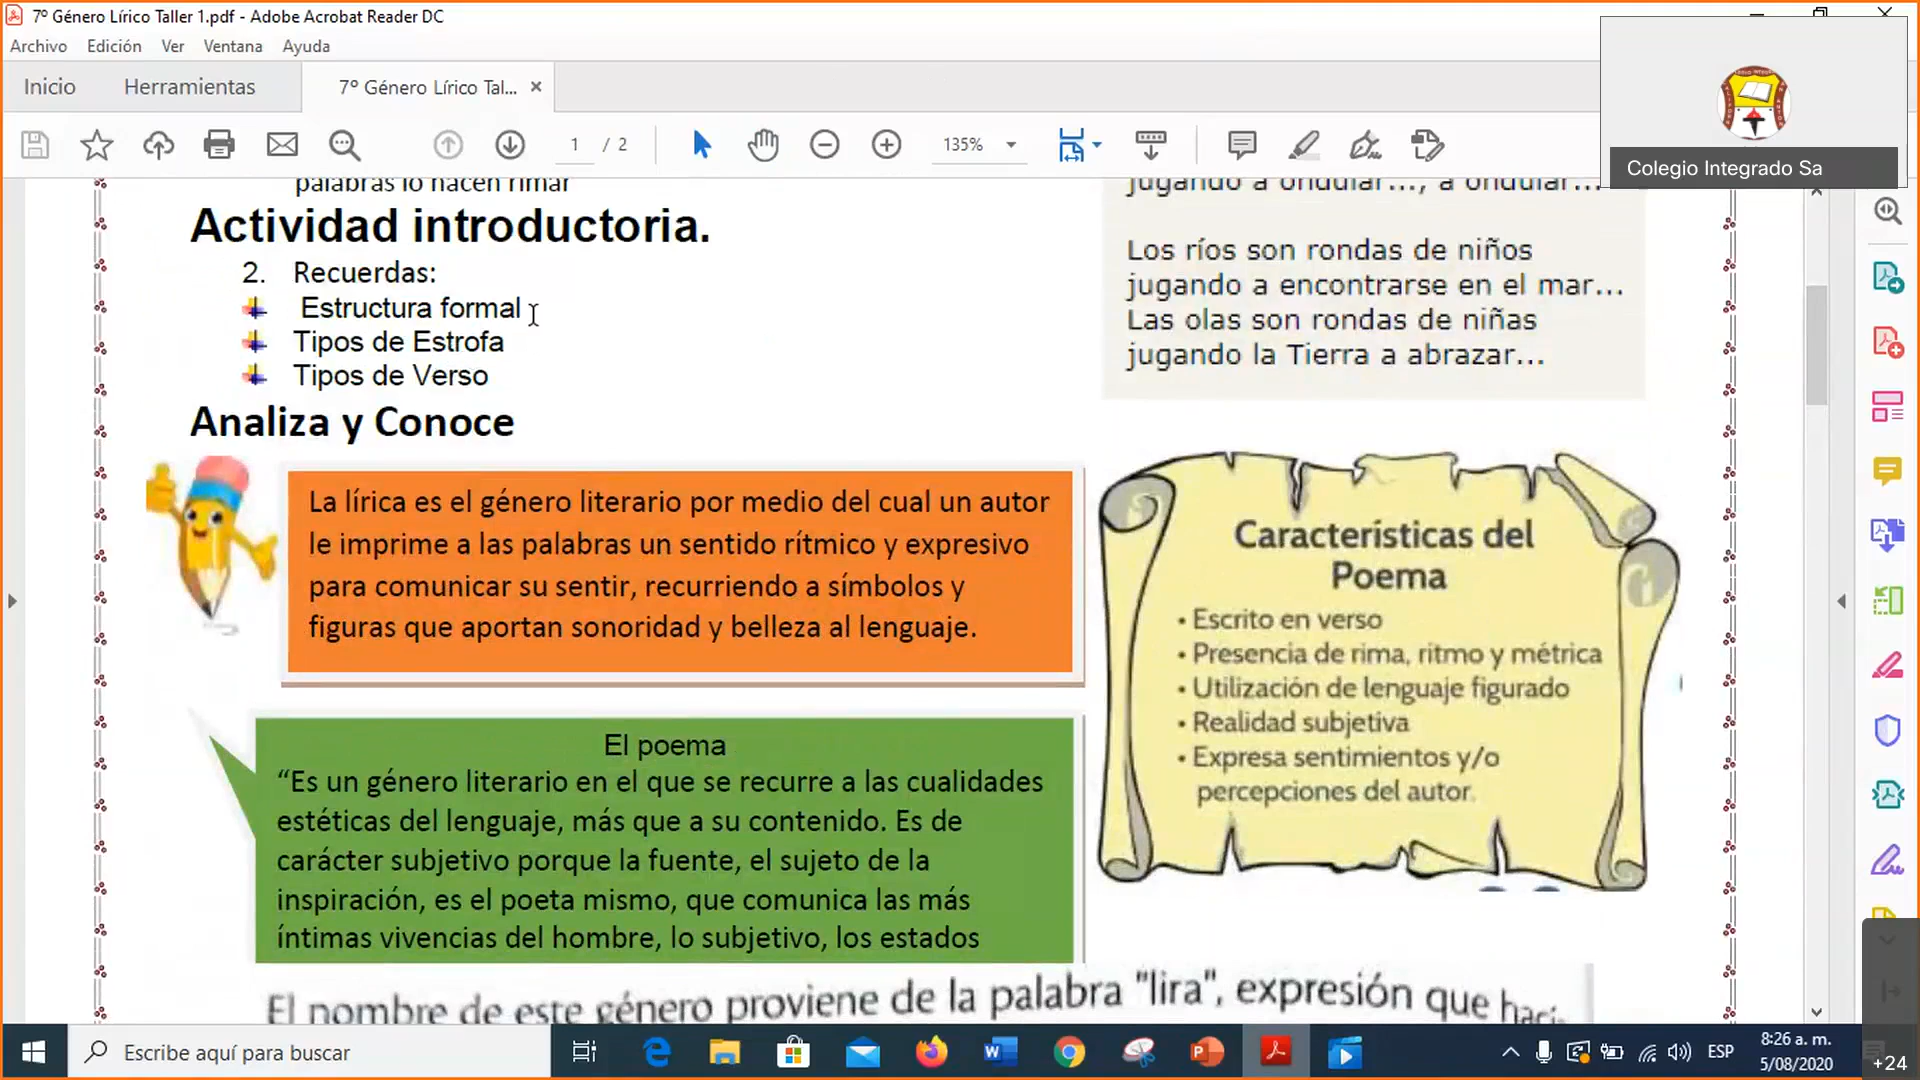 7º Género Lírico Taller 1.pdf - Adobe Acrobat Reader DC
Archivo Edición Ver Ventana Ayuda
Inicio Herramientas 7º Género Lírico Tal... ×
1 / 2 135%
Colegio Integrado Sa
palabras lo hacen rimar
Actividad introductoria.
2. Recuerdas:
Estructura formal
Tipos de Estrofa
Tipos de Verso
jugando a ondular..., a ondular...
Los ríos son rondas de niños
jugando a encontrarse en el mar...
Las olas son rondas de niñas
jugando la Tierra a abrazar...
Analiza y Conoce
La lírica es el género literario por medio del cual un autor
le imprime a las palabras un sentido rítmico y expresivo
para comunicar su sentir, recurriendo a símbolos y
figuras que aportan sonoridad y belleza al lenguaje.
Características del
Poema
• Escrito en verso
• Presencia de rima, ritmo y métrica
• Utilización de lenguaje figurado
• Realidad subjetiva
• Expresa sentimientos y/o
percepciones del autor.
El poema
“Es un género literario en el que se recurre a las cualidades
estéticas del lenguaje, más que a su contenido. Es de
carácter subjetivo porque la fuente, el sujeto de la
inspiración, es el poeta mismo, que comunica las más
íntimas vivencias del hombre, lo subjetivo, los estados
El nombre de este género proviene de la palabra "lira", expresión que
Escribe aquí para buscar
ESP
8:26 a. m.
5/08/2020
+24